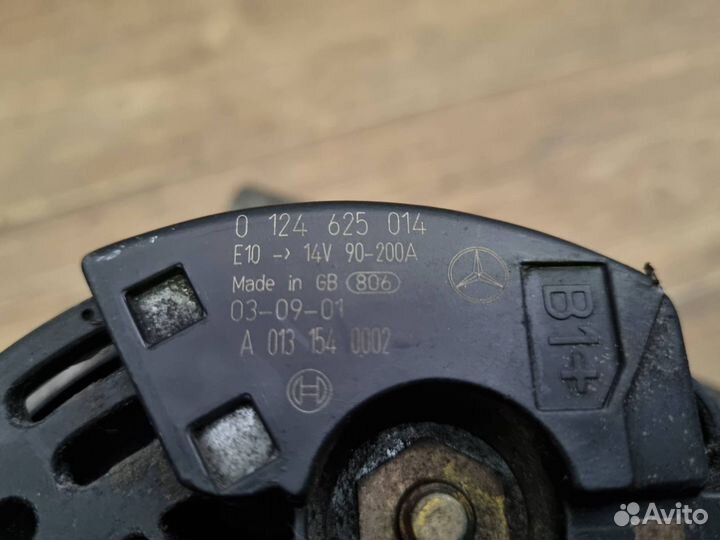 0 124 625 014
E10 -> 14V 90-200A
Made in GB 806
03-09-01
A 013 154 0002
B1+
Avito